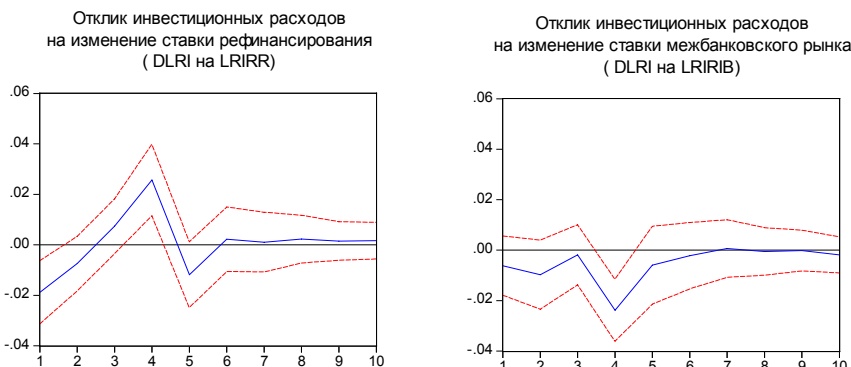 Отклик инвестиционных расходов
на изменение ставки рефинансирования
( DLRI на LRIRR)
.06
.04
.02
.00
-.02
-.04
1 2 3 4 5 6 7 8 9 10
Отклик инвестиционных расходов
на изменение ставки межбанковского рынка
( DLRI на LRIRIB)
.06
.04
.02
.00
-.02
-.04
1 2 3 4 5 6 7 8 9 10